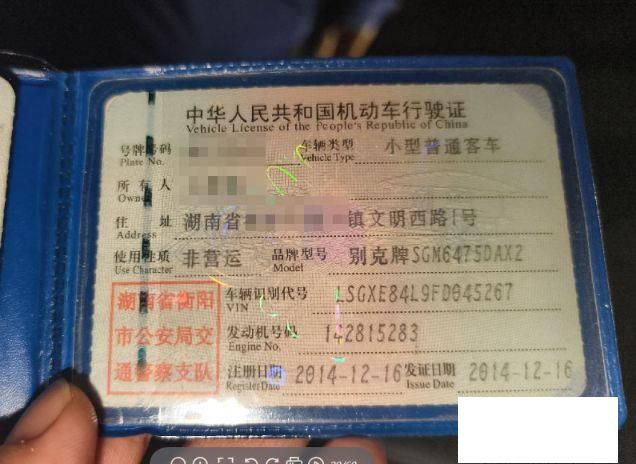 中华人民共和国机动车行驶证
Vehicle License of the People's Republic of China
号牌号码 车辆类型 小型普通客车
Plate No. Vehicle Type
所有人
Owner
住址 湖南省 镇文明西路1号
Address
使用性质 非营运 品牌型号 别克牌SGM6475DAX2
Use Character Model
湖南省衡阳市公安局交通警察支队
车辆识别代号 LSGXE84L9FD045267
VIN
发动机号码 142815283
Engine No.
注册日期 2014-12-16 发证日期 2014-12-16
Register Date Issue Date